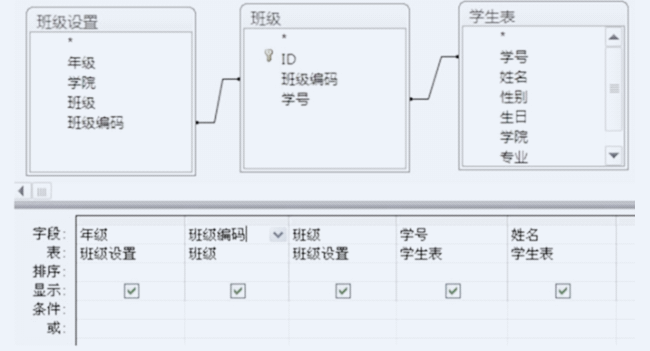 班级设置
*
年级
学院
班级
班级编码
班级
*
ID
班级编码
学号
学生表
*
学号
姓名
性别
生日
学院
专业
字段: 年级 班级编码 班级 学号 姓名
表: 班级设置 班级 班级设置 学生表 学生表
排序:
显示:
条件:
或: